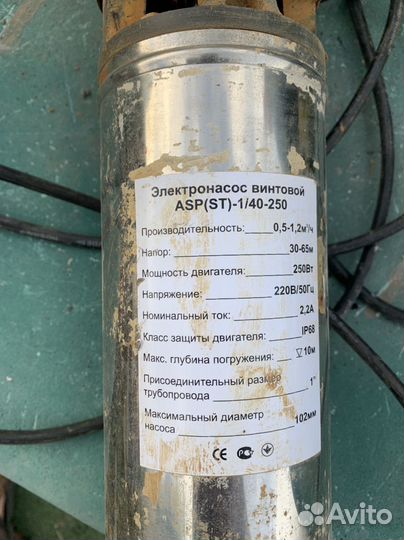 Электронасос винтовой
ASP(ST)-1/40-250
Производительность: 0,5-1,2м³/ч
Напор: 30-65м
Мощность двигателя: 250Вт
Напряжение: 220В/50Гц
Номинальный ток: 2,2А
Класс защиты двигателя: IP68
Макс. глубина погружения: ▽10м
Присоединительный размер
трубопровода 1"
Максимальный диаметр
насоса 102мм
CE РСТ
Avito